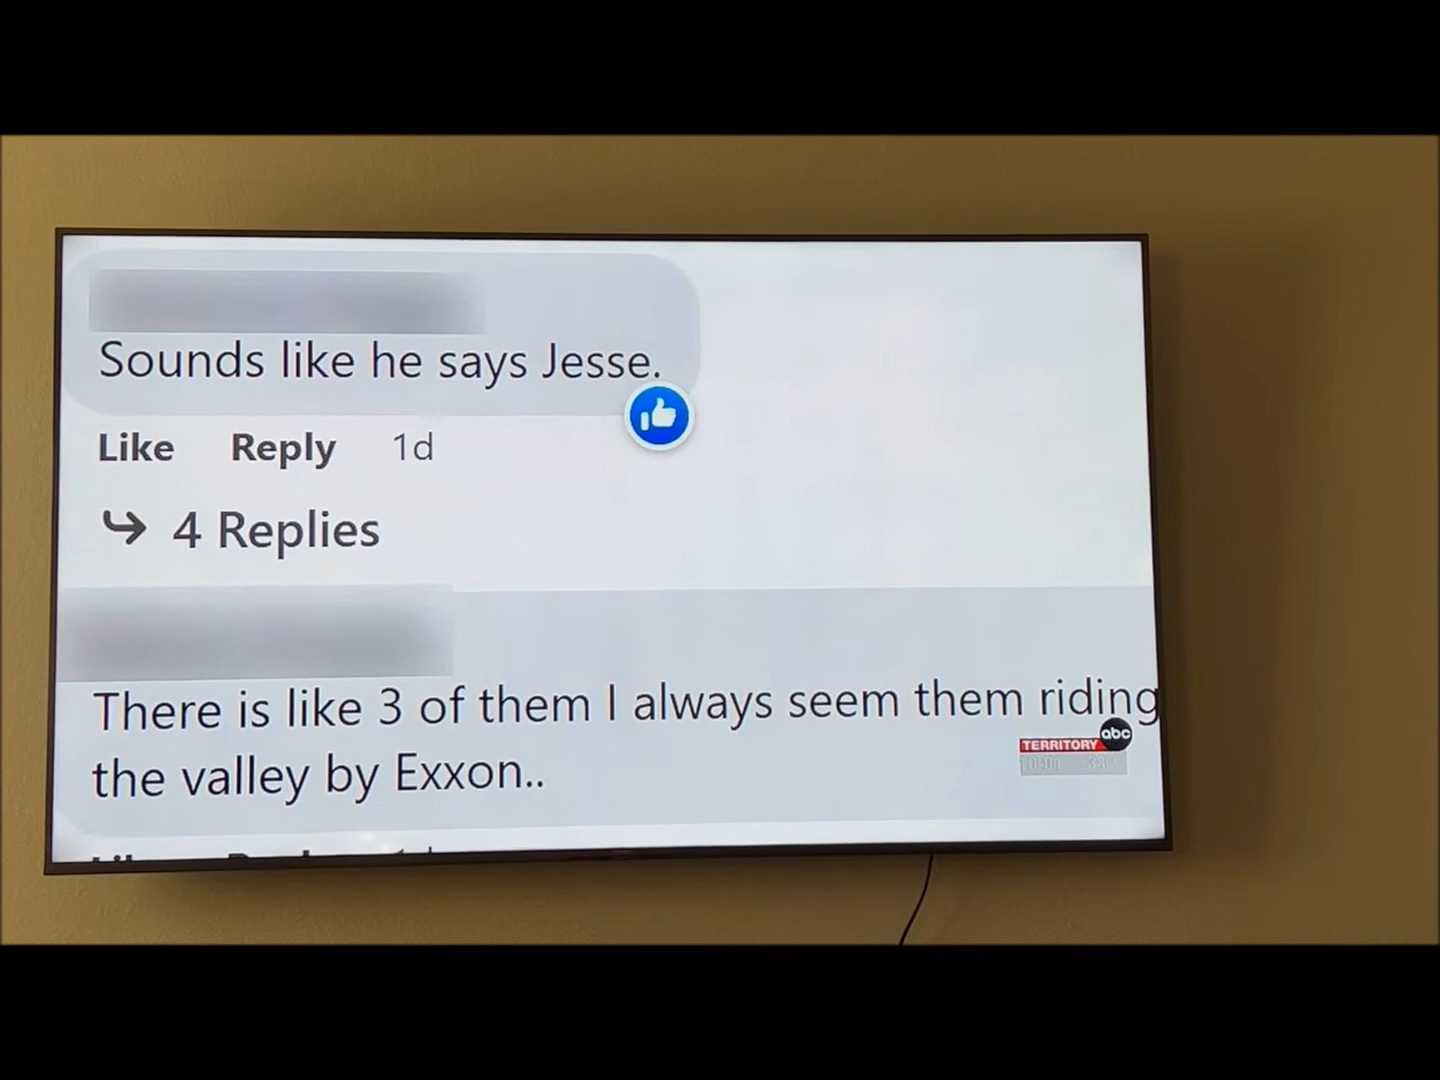 Sounds like he says Jesse.
Like Reply 1d
4 Replies
There is like 3 of them I always seem them riding
the valley by Exxon..
abc
TERRITORY